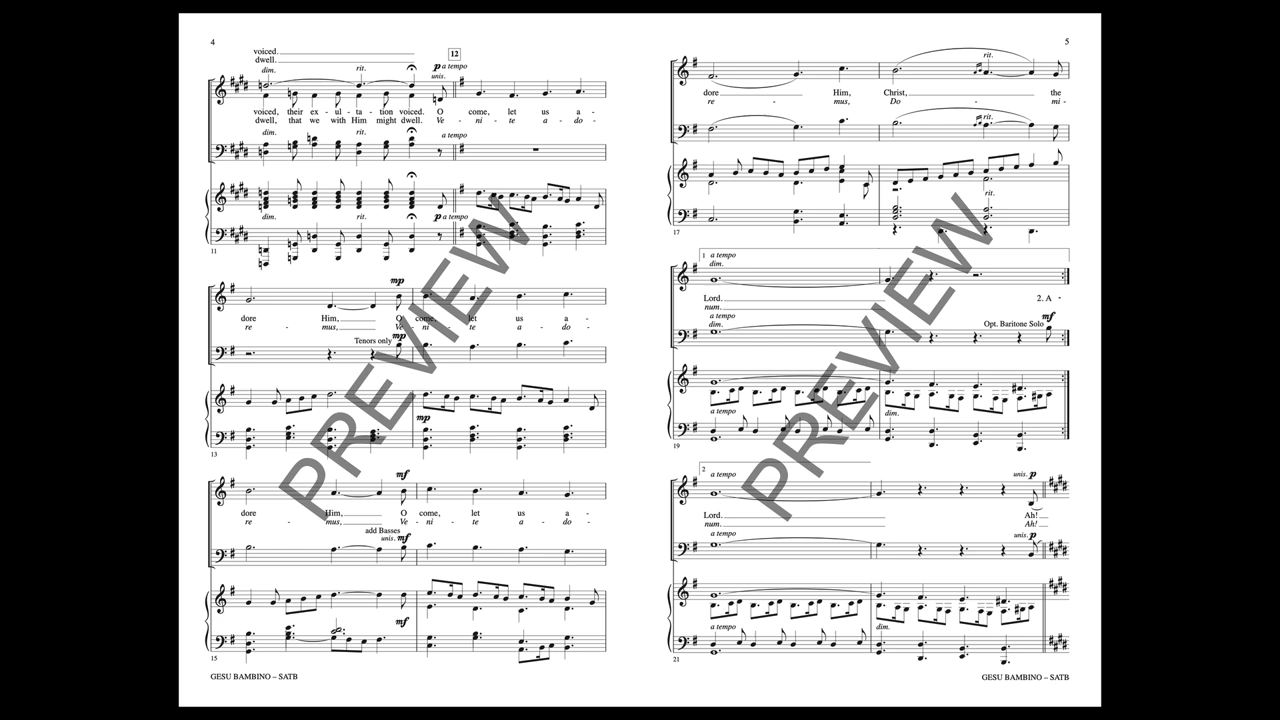 4
voiced.
dwell.
12
dim.
rit.
p a tempo
unis.
voiced, their ex - ul - ta - tion voiced. O come, let us a -
dwell, that we with Him might dwell. Ve - ni - te a - do -
dim.
rit.
a tempo
dim.
rit.
p a tempo
11
mp
dore Him, O come, let us a -
re - mus, Ve - ni - te a - do -
Tenors only mp
mp
13
mf
dore Him, O come, let us a -
re - mus, Ve - ni - te a - do -
add Basses
unis. mf
mf
15
GESU BAMBINO – SATB
PREVIEW
5
rit.
dore Him, Christ, the
re - mus, Do - mi -
rit.
rit.
17
1 a tempo
dim.
Lord. 2. A -
num.
a tempo
dim.
Opt. Baritone Solo mf
a tempo
dim.
19
2 a tempo
unis. p
Lord. Ah!
num. Ah!
a tempo
unis. p
a tempo
dim.
21
GESU BAMBINO – SATB
PREVIEW